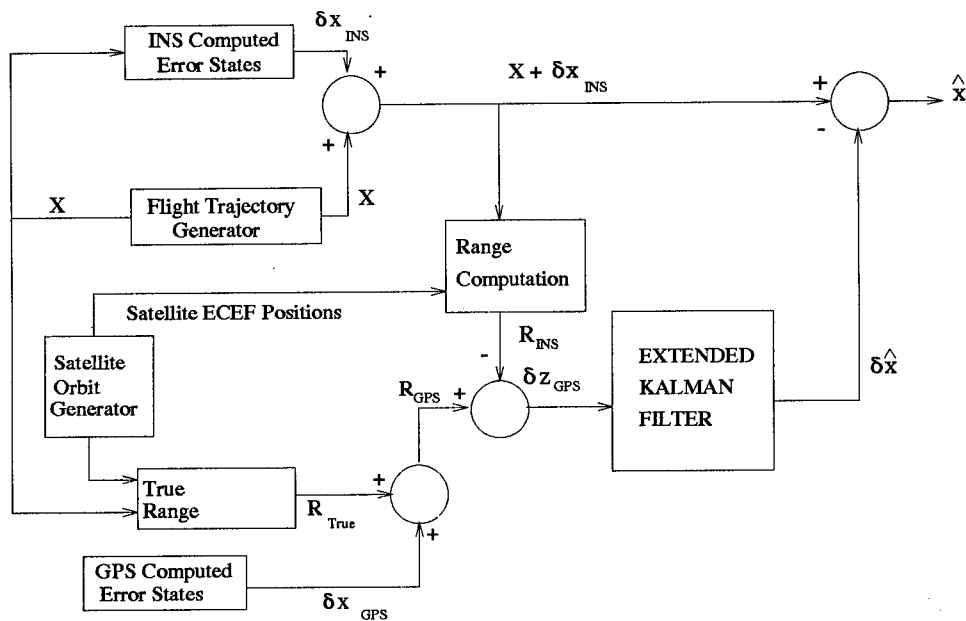 INS Computed
Error States
δx INS
+
+
X + δx INS
+
-
x̂
X
Flight Trajectory
Generator
X
Range
Computation
Satellite ECEF Positions
R INS
-
Satellite
Orbit
Generator
R GPS
+
δz GPS
EXTENDED
KALMAN
FILTER
δx̂
True
Range
R True
+
+
GPS Computed
Error States
δx GPS